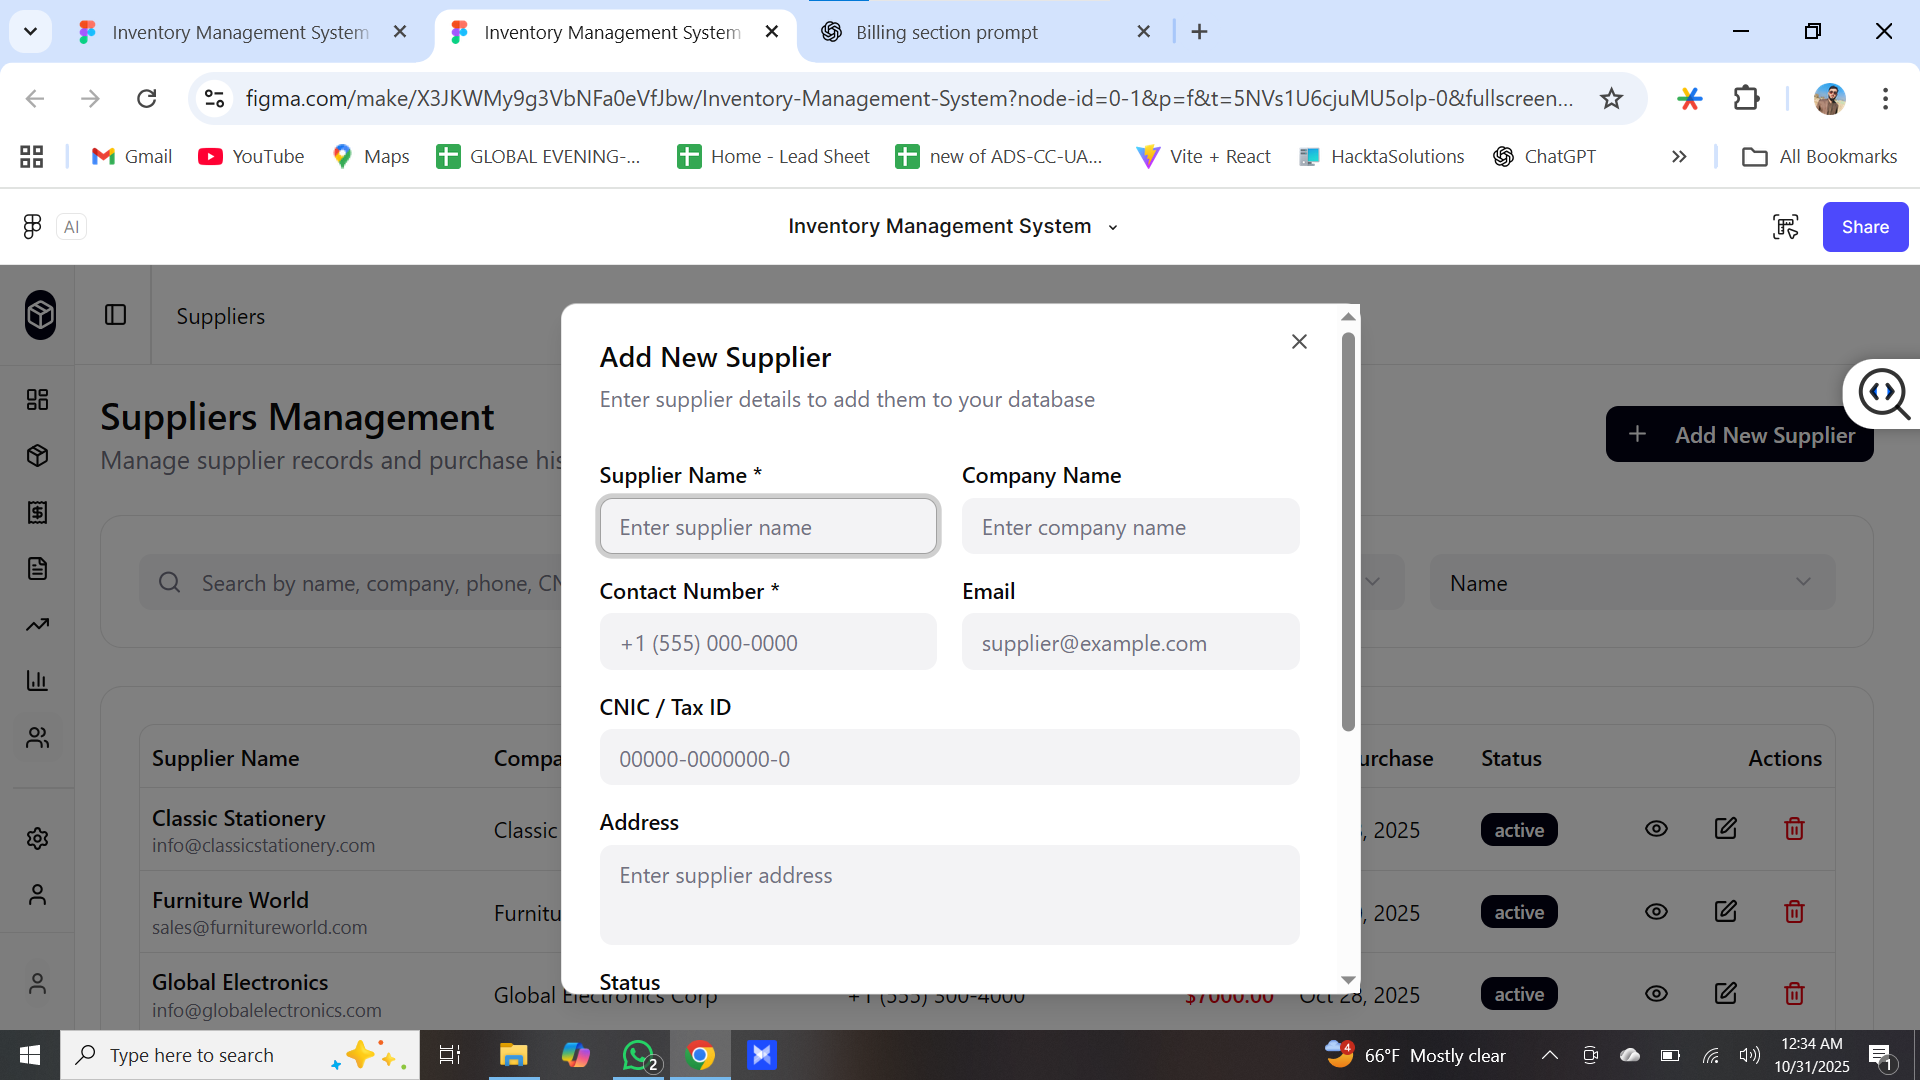 Inventory Management System
Inventory Management System
Billing section prompt
figma.com/make/X3JKWMy9g3VbNFa0eVfJbw/Inventory-Management-System?node-id=0-1&p=f&t=5NVs1U6cjuMU5olp-0&fullscreen...
Gmail
YouTube
Maps
GLOBAL EVENING-...
Home - Lead Sheet
new of ADS-CC-UA...
Vite + React
HacktaSolutions
ChatGPT
All Bookmarks
AI
Inventory Management System
Share
Suppliers
Add New Supplier
Enter supplier details to add them to your database
Suppliers Management
Manage supplier records and purchase his
Add New Supplier
Supplier Name *
Company Name
Enter supplier name
Enter company name
Search by name, company, phone, CN
Name
Contact Number *
Email
+1 (555) 000-0000
supplier@example.com
CNIC / Tax ID
00000-0000000-0
Supplier Name
Compa
urchase
Status
Actions
Address
Enter supplier address
Classic Stationery
info@classicstationery.com
Classic
, 2025
active
Furniture World
sales@furnitureworld.com
Furnitu
, 2025
active
Status
Global Electronics
info@globalelectronics.com
Global Electronics Corp
+1 (555) 300-4000
$7000.00
Oct 28, 2025
active
Type here to search
2
4
66°F Mostly clear
12:34 AM
10/31/2025
1